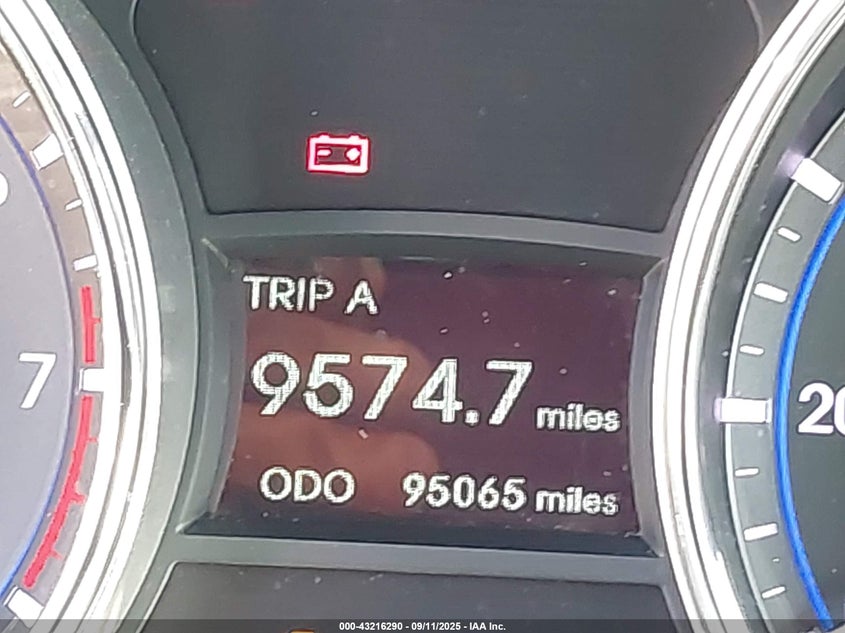 TRIP A
9574.7 miles
ODO 95065 miles
7
20
000-43216290 - 09/11/2025 - IAA Inc.